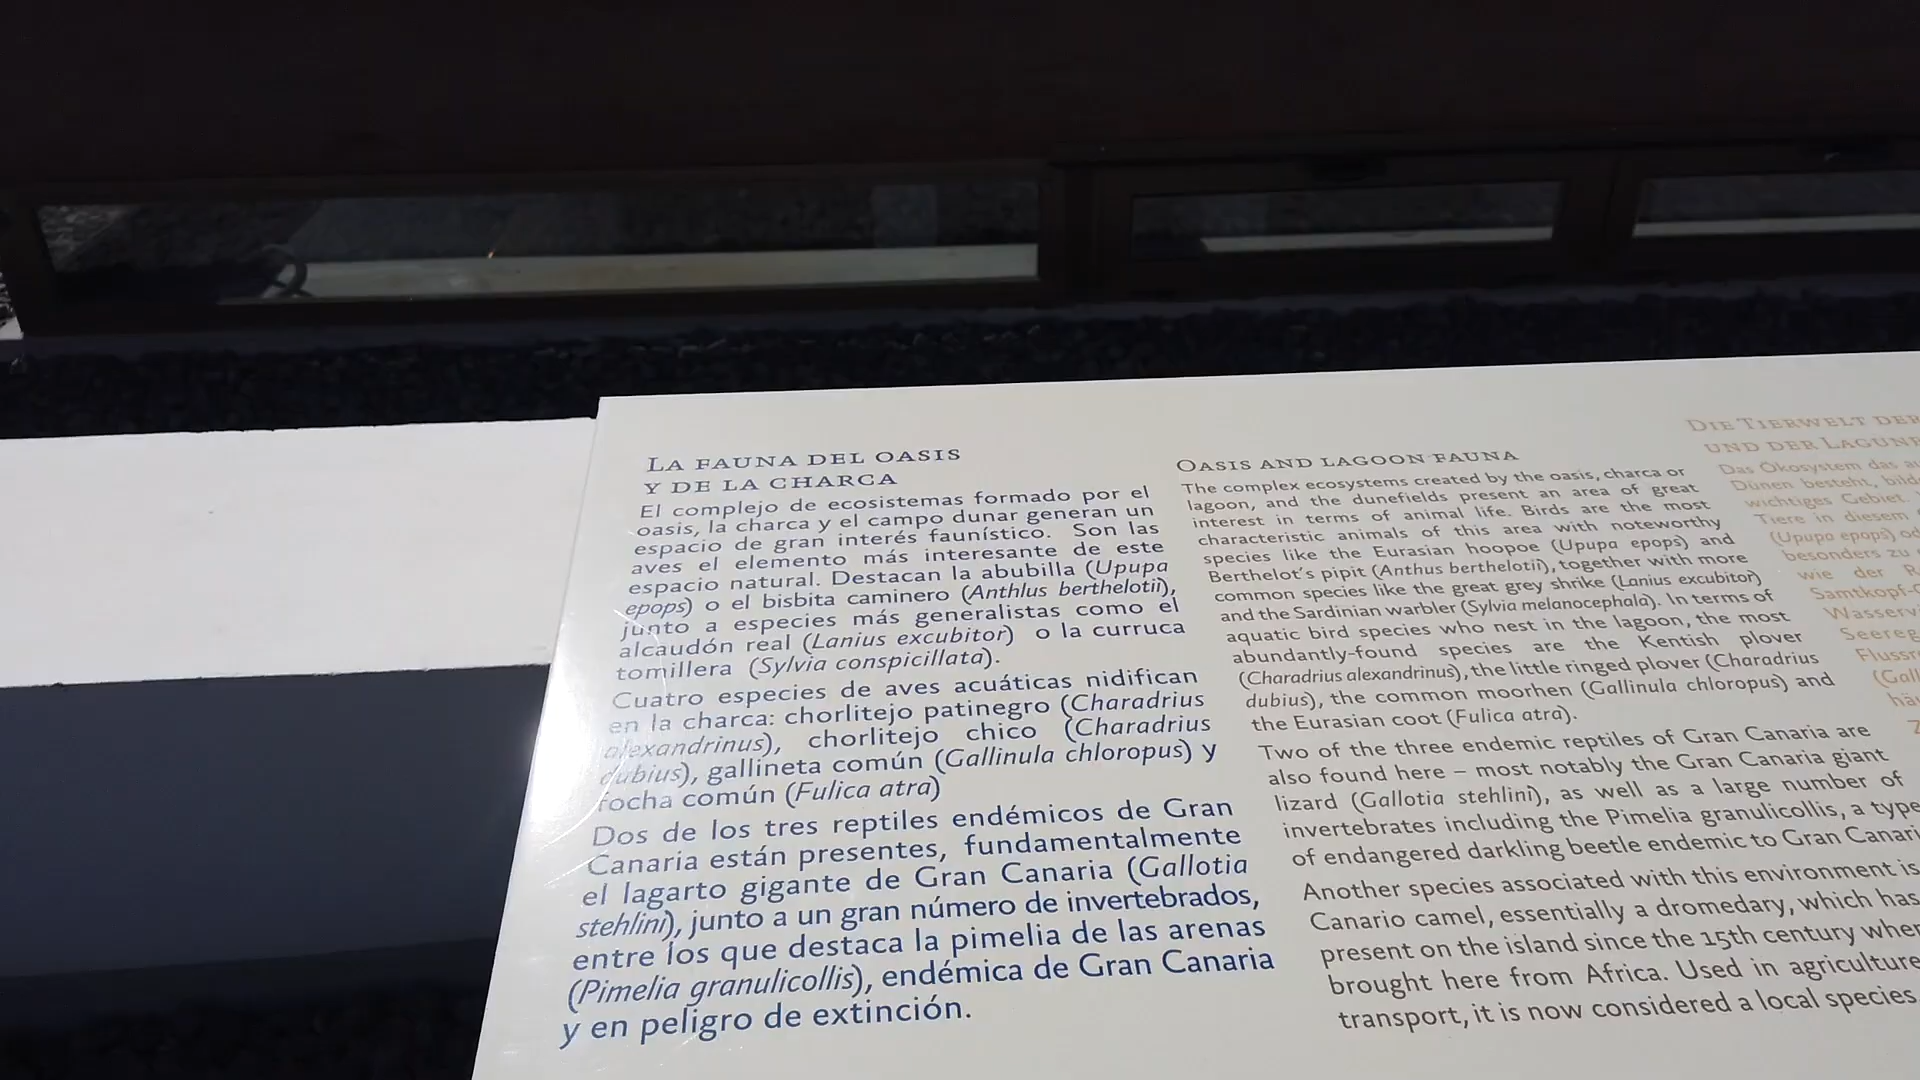 LA FAUNA DEL OASIS
Y DE LA CHARCA
El complejo de ecosistemas formado por el
oasis, la charca y el campo dunar generan un
espacio de gran interés faunístico. Son las
aves el elemento más interesante de este
espacio natural. Destacan la abubilla (Upupa
epops) o el bisbita caminero (Anthlus berthelotii),
junto a especies más generalistas como el
alcaudón real (Lanius excubitor) o la curruca
tomillera (Sylvia conspicillata).
Cuatro especies de aves acuáticas nidifican
en la charca: chorlitejo patinegro (Charadrius
alexandrinus), chorlitejo chico (Charadrius
dubius), gallineta común (Gallinula chloropus) y
focha común (Fulica atra)
Dos de los tres reptiles endémicos de Gran
Canaria están presentes, fundamentalmente
el lagarto gigante de Gran Canaria (Gallotia
stehlini), junto a un gran número de invertebrados,
entre los que destaca la pimelia de las arenas
(Pimelia granulicollis), endémica de Gran Canaria
y en peligro de extinción.
OASIS AND LAGOON FAUNA
The complex ecosystems created by the oasis, charca or
lagoon, and the dunefields present an area of great
interest in terms of animal life. Birds are the most
characteristic animals of this area with noteworthy
species like the Eurasian hoopoe (Upupa epops) and
Berthelot's pipit (Anthus berthelotii), together with more
common species like the great grey shrike (Lanius excubitor)
and the Sardinian warbler (Sylvia melanocephala). In terms of
aquatic bird species who nest in the lagoon, the most
abundantly-found species are the Kentish plover
(Charadrius alexandrinus), the little ringed plover (Charadrius
dubius), the common moorhen (Gallinula chloropus) and
the Eurasian coot (Fulica atra).
Two of the three endemic reptiles of Gran Canaria are
also found here – most notably the Gran Canaria giant
lizard (Gallotia stehlini), as well as a large number of
invertebrates including the Pimelia granulicollis, a type
of endangered darkling beetle endemic to Gran Canari
Another species associated with this environment is
Canario camel, essentially a dromedary, which has
present on the island since the 15th century when
brought here from Africa. Used in agriculture
transport, it is now considered a local species
DIE TIERWELT DER
UND DER LAGUNE
Das Ökosystem das au
Dünen besteht, bild
wichtiges Gebiet.
Tiere in diesem
(Upupa epops) od
besonders zu
wie der R
Samtkopf-
Wasserv
Seereg
Flussre
(Gall
häu
Z